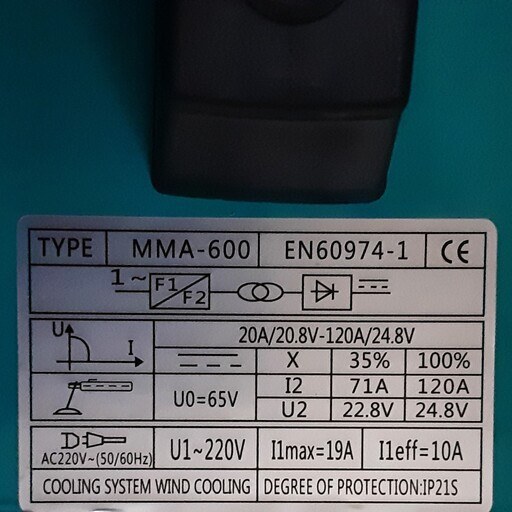 TYPE MMA-600 EN60974-1 CE
1~ F1 F2
U I 20A/20.8V-120A/24.8V
X 35% 100%
U0=65V I2 71A 120A
U2 22.8V 24.8V
AC220V~(50/60Hz) U1~220V I1max=19A I1eff=10A
COOLING SYSTEM WIND COOLING DEGREE OF PROTECTION:IP21S